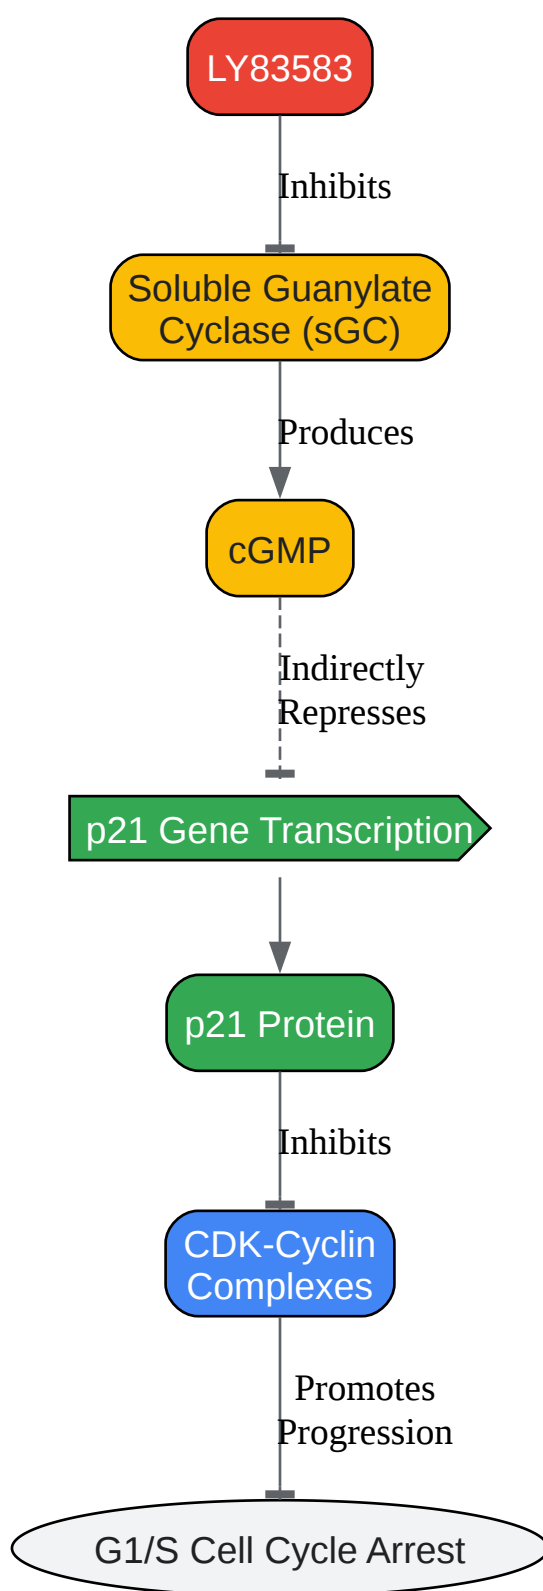 LY83583
Inhibits
Soluble Guanylate
Cyclase (sGC)
Produces
cGMP
Indirectly
Represses
p21 Gene Transcription
p21 Protein
Inhibits
CDK-Cyclin
Complexes
Promotes
Progression
G1/S Cell Cycle Arrest